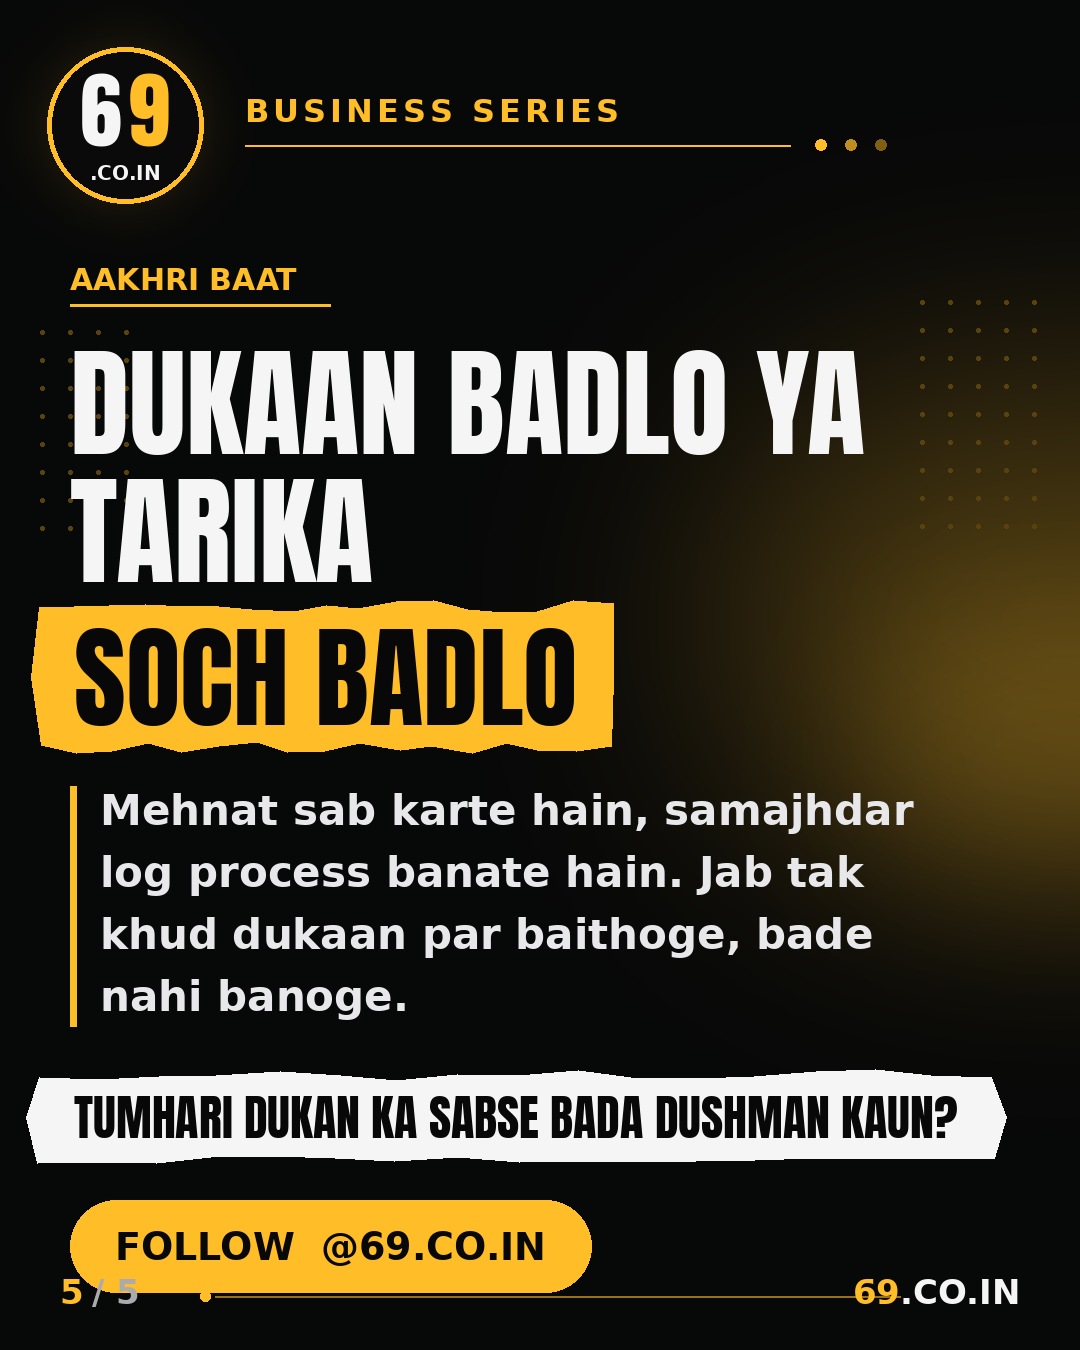 69
.CO.IN
BUSINESS SERIES
AAKHRI BAAT
DUKAAN BADLO YA
TARIKA
SOCH BADLO
Mehnat sab karte hain, samajhdar
log process banate hain. Jab tak
khud dukaan par baithoge, bade
nahi banoge.
TUMHARI DUKAN KA SABSE BADA DUSHMAN KAUN?
FOLLOW @69.CO.IN
5 / 5
69.CO.IN